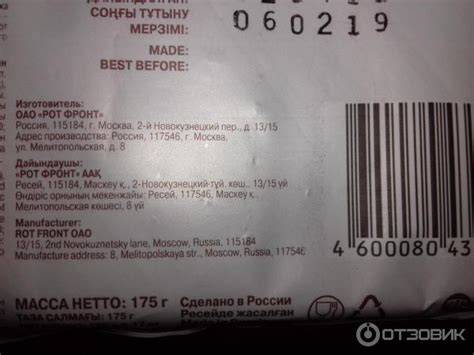 СОҢҒЫ ТҰТЫНУ
МЕРЗІМІ:
060219
MADE:
BEST BEFORE:
Изготовитель:
ОАО «РОТ ФРОНТ»
Россия, 115184, г. Москва, 2-й Новокузнецкий пер., д. 13/15
Адрес производства: Россия, 117546, г. Москва,
ул. Мелитопольская, д. 8
Дайындаушы:
«РОТ ФРОНТ» ААҚ
Ресей, 115184, Мәскеу қ., 2-Новокузнецкий түй. көш., 13/15 үй
Өндіріс орнының мекенжайы: Ресей, 117546, Мәскеу қ.,
Мелитопольская көшесі, 8 үй
Manufacturer:
ROT FRONT OAO
13/15, 2nd Novokuznetsky lane, Moscow, Russia, 115184
Manufacture address: 8, Melitopolskaya str., Moscow, Russia, 117546
4 600080 43
МАССА НЕТТО: 175 г
ТАЗА САЛМАҒЫ: 175 г
Сделано в России
Ресейде жасалған
ОТЗОВИК